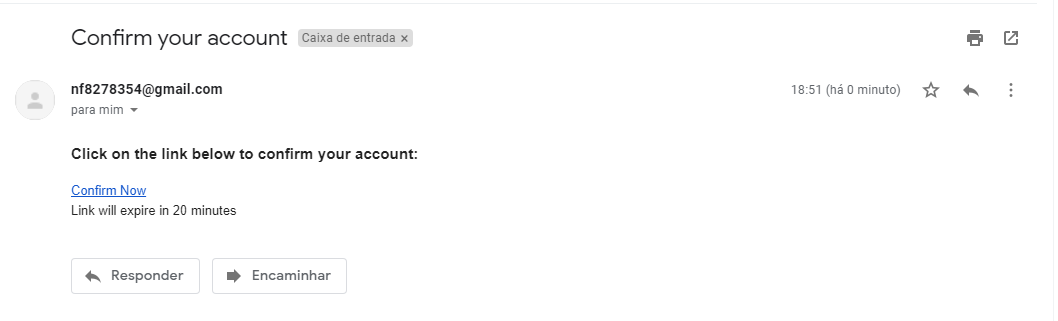 Confirm your account Caixa de entrada ×
nf8278354@gmail.com 18:51 (há 0 minuto)
para mim
Click on the link below to confirm your account:
Confirm Now
Link will expire in 20 minutes
Responder Encaminhar